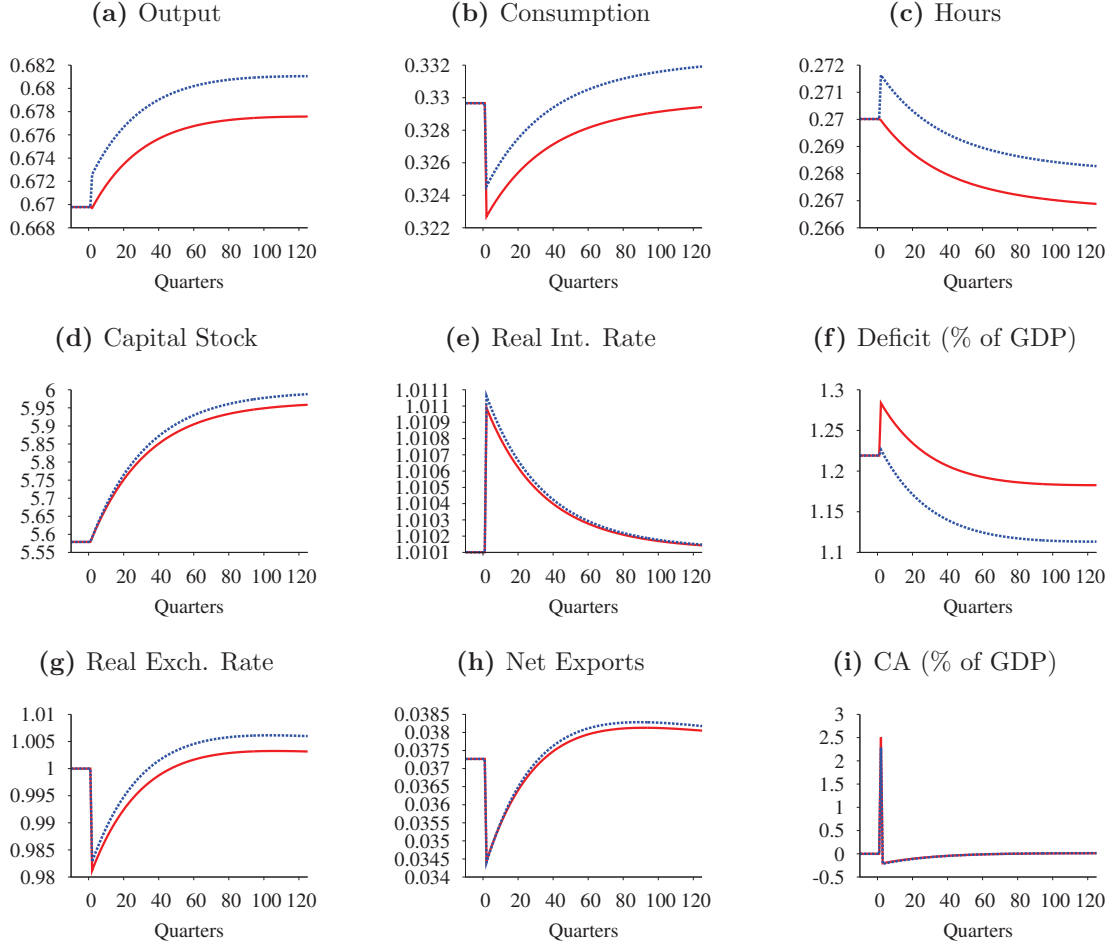 (a) Output
(b) Consumption
(c) Hours
0.682
0.68
0.678
0.676
0.674
0.672
0.67
0.668
0 20 40 60 80 100 120
Quarters
0.332
0.33
0.328
0.326
0.324
0.322
0 20 40 60 80 100 120
Quarters
0.272
0.271
0.27
0.269
0.268
0.267
0.266
0 20 40 60 80 100 120
Quarters
(d) Capital Stock
(e) Real Int. Rate
(f) Deficit (% of GDP)
6
5.95
5.9
5.85
5.8
5.75
5.7
5.65
5.6
5.55
0 20 40 60 80 100 120
Quarters
1.0111
1.011
1.0109
1.0108
1.0106
1.0105
1.0104
1.0103
1.0102
1.0101
0 20 40 60 80 100 120
Quarters
1.3
1.25
1.2
1.15
1.1
0 20 40 60 80 100 120
Quarters
(g) Real Exch. Rate
(h) Net Exports
(i) CA (% of GDP)
1.01
1.005
1
0.995
0.99
0.985
0.98
0 20 40 60 80 100 120
Quarters
0.0385
0.038
0.0375
0.037
0.0365
0.036
0.0355
0.035
0.0345
0.034
0 20 40 60 80 100 120
Quarters
3
2.5
2
1.5
1
0.5
0
-0.5
0 20 40 60 80 100 120
Quarters